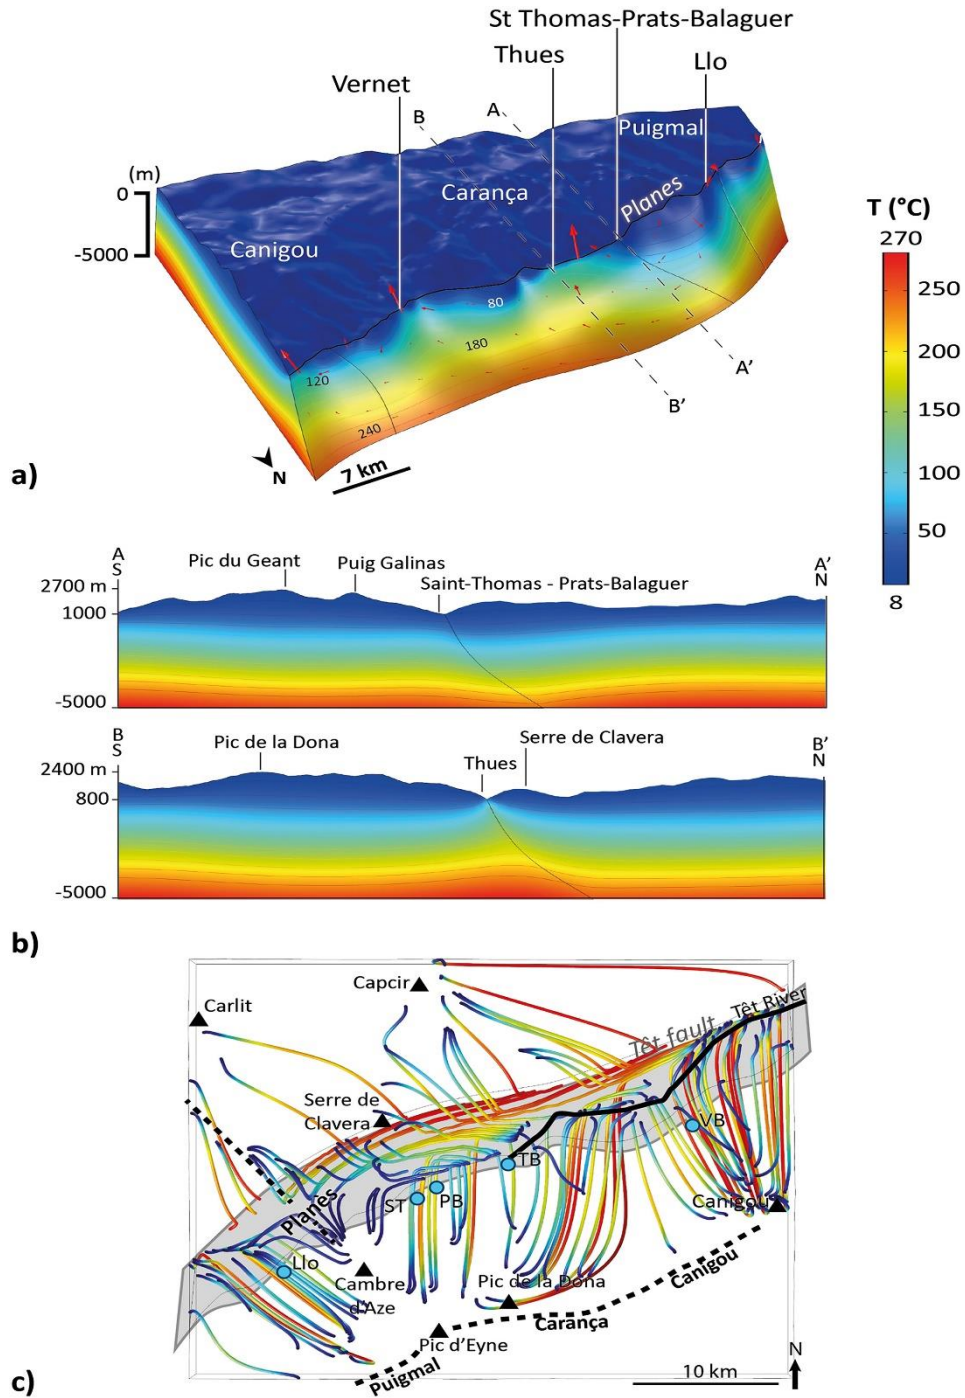 St Thomas-Prats-Balaguer
Thues
Llo
Vernet
B
A
Puigmal
(m)
0
Carança
Planes
T (°C)
270
-5000
Canigou
250
80
200
180
120
A'
B'
150
240
N
7 km
100
a)
50
8
A
S
Pic du Geant
Puig Galinas
Saint-Thomas - Prats-Balaguer
A'
N
2700 m
1000
-5000
B
S
Pic de la Dona
Serre de Clavera
Thues
B'
N
2400 m
800
-5000
b)
Capcir
Carlit
Têt River
Têt fault
Serre de
Clavera
VB
TB
PB
ST
Planès
Canigou
Llo
Cambre
d'Aze
Pic de la Dona
Canigou
Carança
Pic d'Eyne
Puigmal
N
10 km
c)